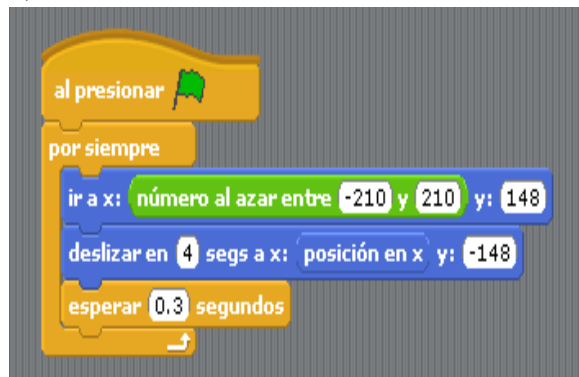 al presionar
por siempre
ir a x: número al azar entre -210 y 210 y: 148
deslizar en 4 segs a x: posición en x y: -148
esperar 0.3 segundos